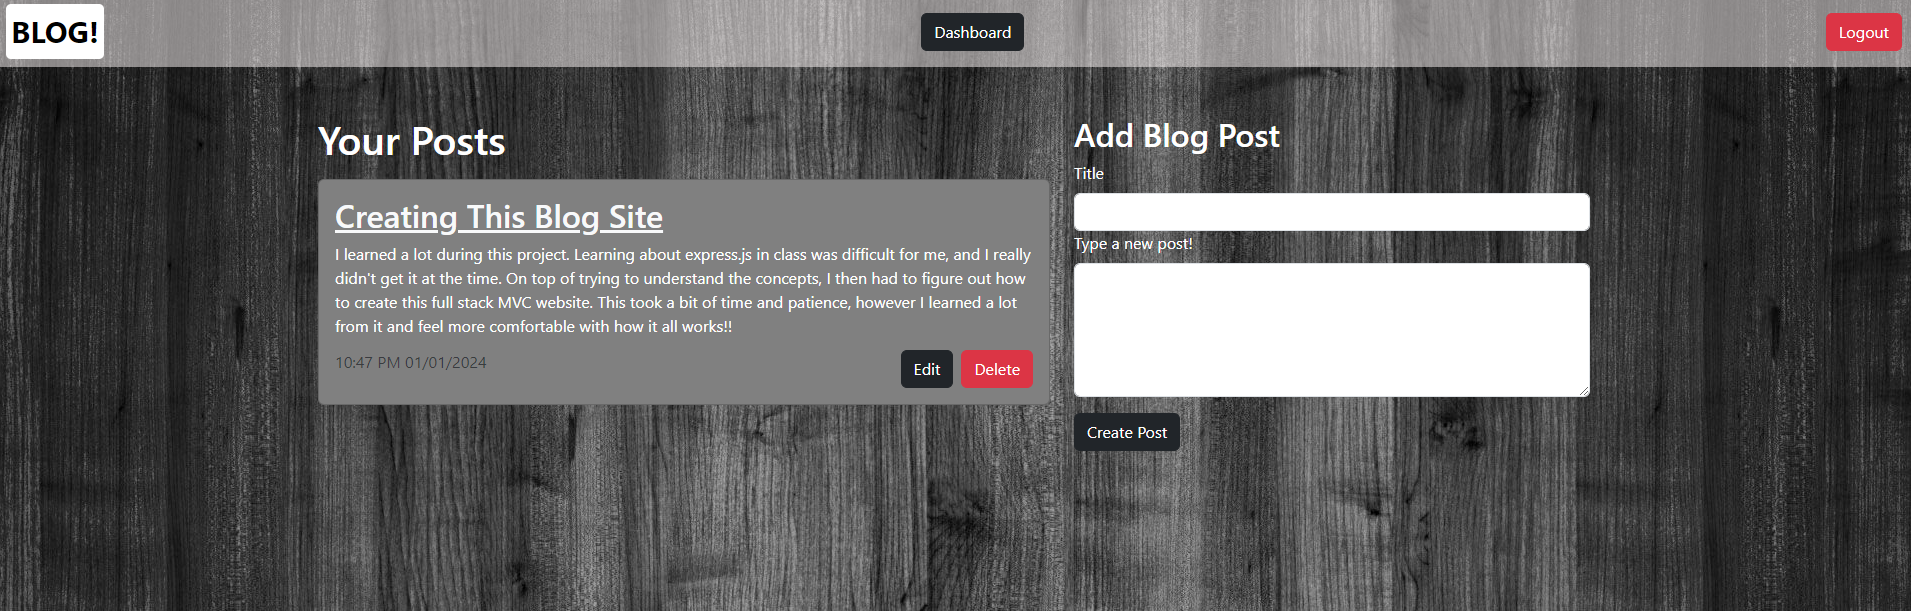 BLOG!
Dashboard
Logout
Your Posts
Creating This Blog Site
I learned a lot during this project. Learning about express.js in class was difficult for me, and I really
didn't get it at the time. On top of trying to understand the concepts, I then had to figure out how
to create this full stack MVC website. This took a bit of time and patience, however I learned a lot
from it and feel more comfortable with how it all works!!
10:47 PM 01/01/2024
Edit
Delete
Add Blog Post
Title
Type a new post!
Create Post